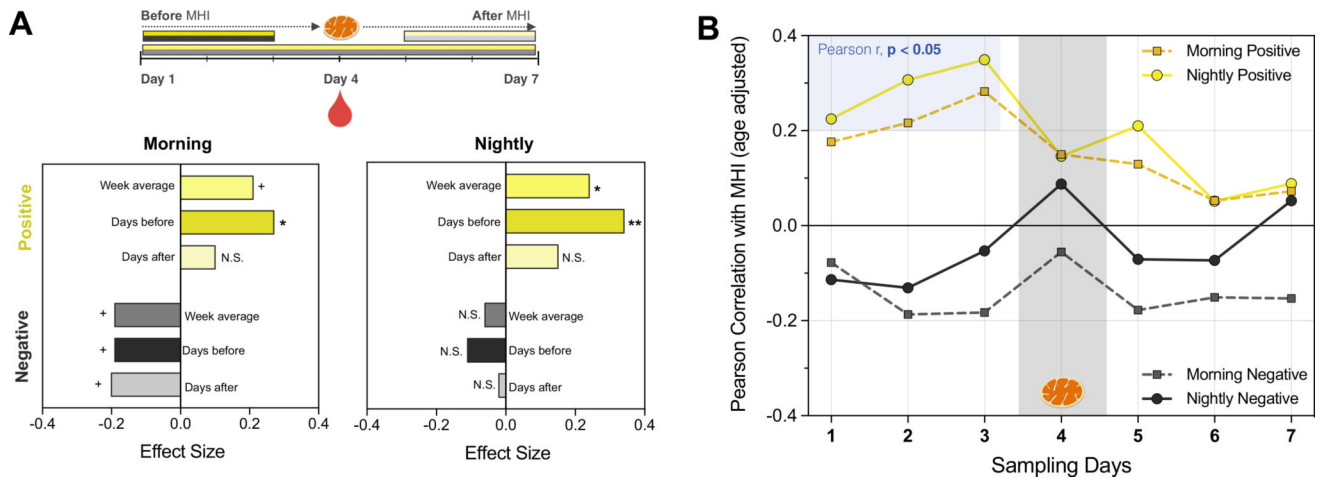 A
Before MHI
After MHI
Day 1
Day 4
Day 7
Morning
Positive
Week average
+
Days before
*
Days after
N.S.
Negative
+
Week average
+
Days before
+
Days after
-0.4
-0.2
0.0
0.2
0.4
Effect Size
Nightly
Week average
*
Days before
**
Days after
N.S.
N.S.
Week average
N.S.
Days before
N.S.
Days after
-0.4
-0.2
0.0
0.2
0.4
Effect Size
B
Pearson Correlation with MHI (age adjusted)
0.4
0.2
0.0
-0.2
-0.4
Pearson r, p < 0.05
Morning Positive
Nightly Positive
Morning Negative
Nightly Negative
1
2
3
4
5
6
7
Sampling Days